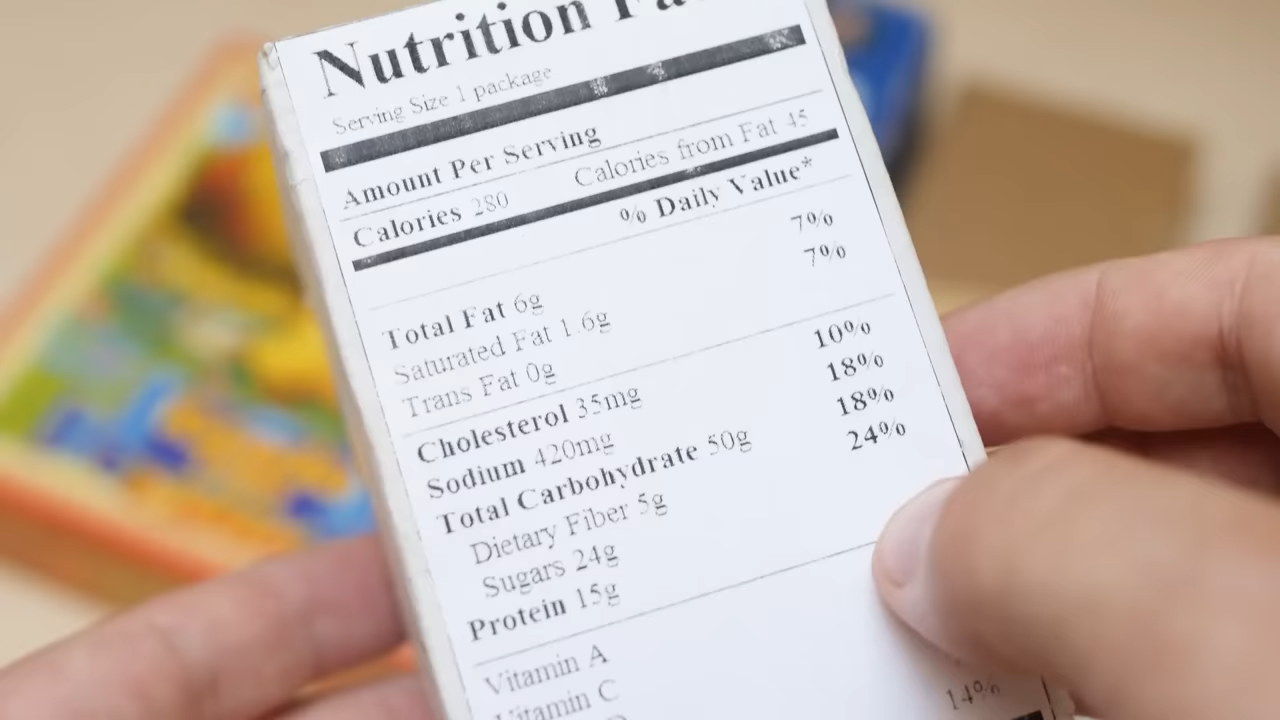 Nutrition
Serving Size 1 package
Amount Per Serving
Calories 280 Calories from Fat 45
% Daily Value*
7%
7%
Total Fat 6g
Saturated Fat 1.6g
Trans Fat 0g
10%
Cholesterol 35mg
18%
Sodium 420mg
18%
Total Carbohydrate 50g
24%
Dietary Fiber 5g
Sugars 24g
Protein 15g
Vitamin A
Vitamin C
14%